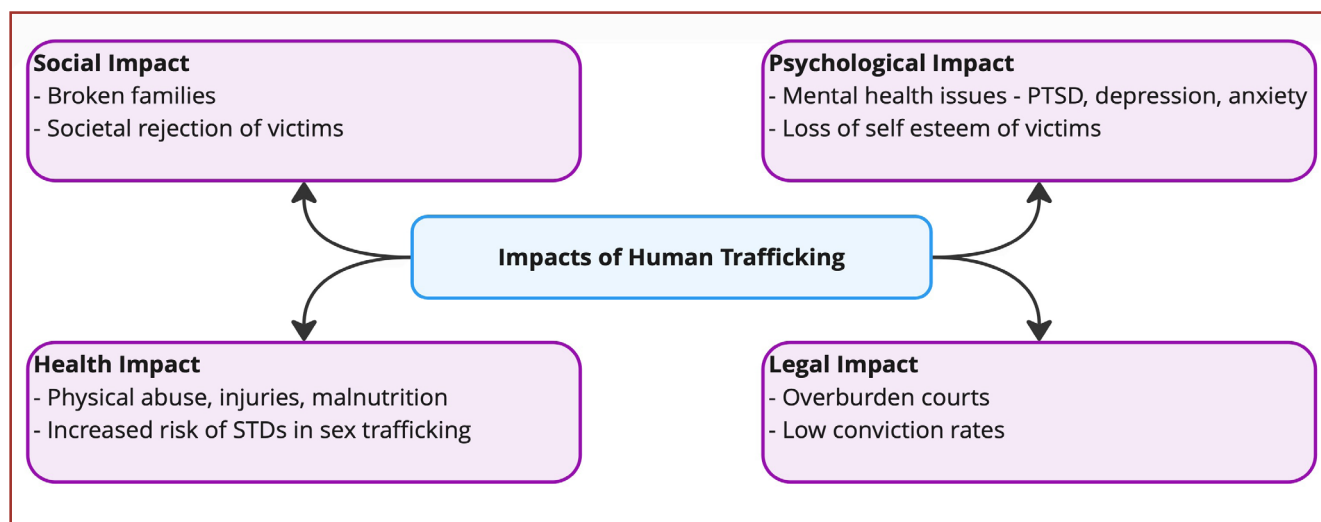 Social Impact
- Broken families
- Societal rejection of victims
Psychological Impact
- Mental health issues - PTSD, depression, anxiety
- Loss of self esteem of victims
Impacts of Human Trafficking
Health Impact
- Physical abuse, injuries, malnutrition
- Increased risk of STDs in sex trafficking
Legal Impact
- Overburden courts
- Low conviction rates